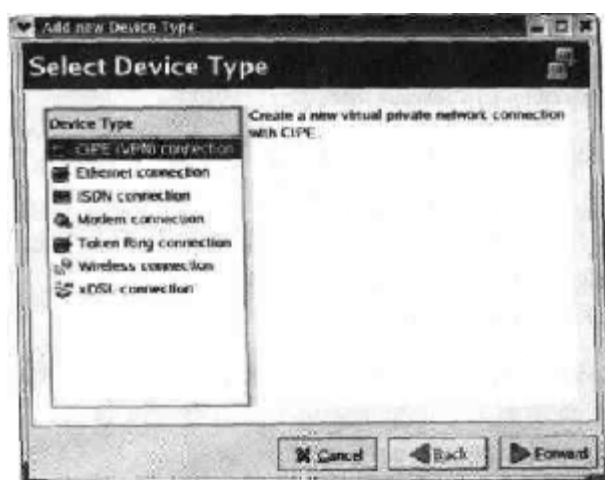 Add new Device Type
Select Device Type
Device Type
CIPE (VPN) connection
Ethernet connection
ISDN connection
Modem connection
Token Ring connection
Wireless connection
xDSL connection
Create a new virtual private network connection
with CIPE.
Cancel
Back
Forward